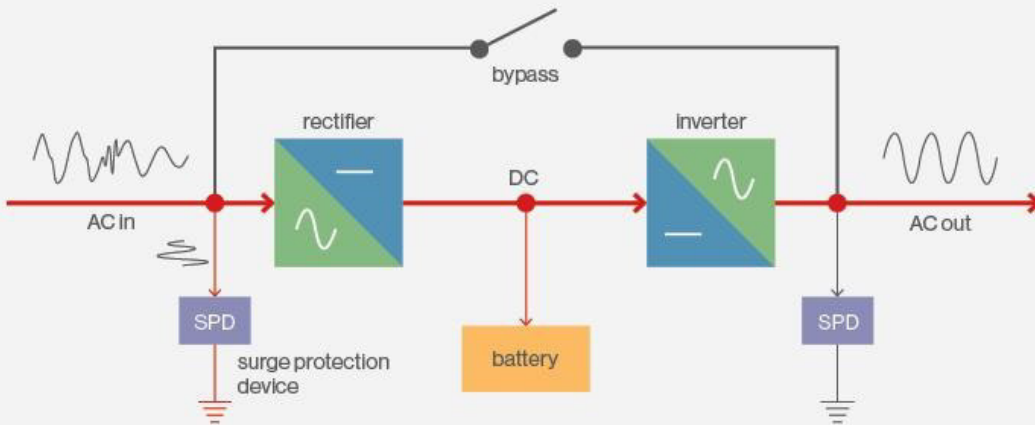 bypass
rectifier
inverter
DC
AC in
AC out
SPD
SPD
surge protection
device
battery